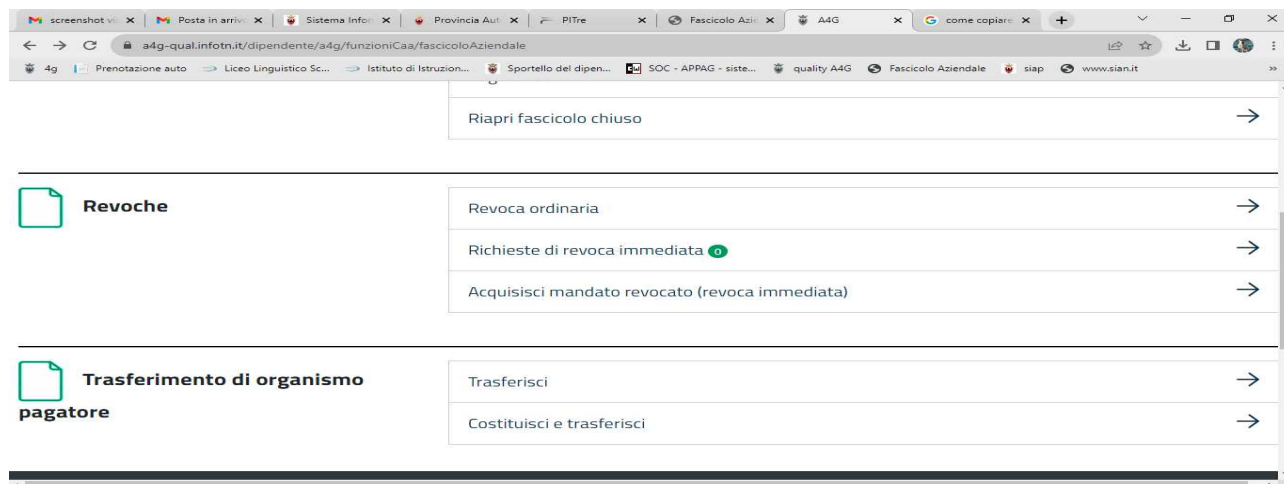 screenshot vi
Posta in arriv
Sistema Infor
Provincia Aut
PITre
Fascicolo Azie
A4G
come copiare
a4g-qual.infotn.it/dipendente/a4g/funzioniCaa/fascicoloAziendale
4g
Prenotazione auto
Liceo Linguistico Sc...
Istituto di Istruzion...
Sportello del dipen...
SOC - APPAG - siste...
quality A4G
Fascicolo Aziendale
siap
www.sian.it
Riapri fascicolo chiuso
Revoche
Revoca ordinaria
Richieste di revoca immediata 0
Acquisisci mandato revocato (revoca immediata)
Trasferimento di organismo
pagatore
Trasferisci
Costituisci e trasferisci